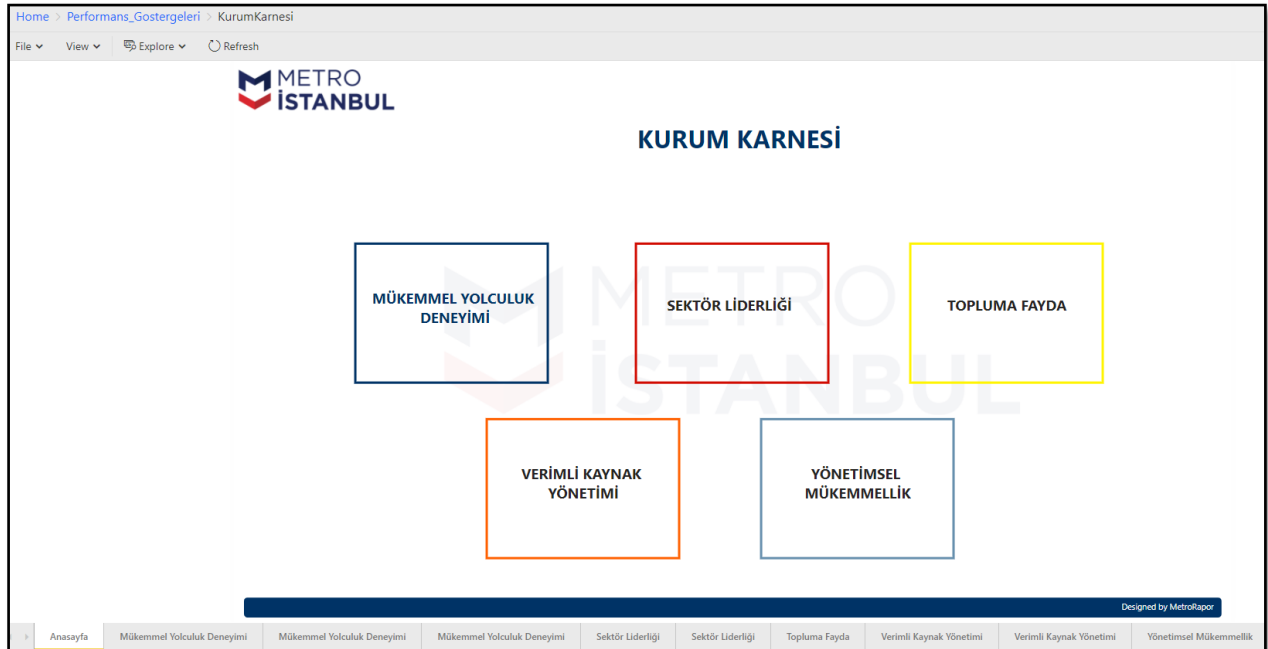 Home > Performans_Gostergeleri > KurumKarnesi
File View Explore Refresh
METRO
İSTANBUL
KURUM KARNESİ
MÜKEMMEL YOLCULUK
DENEYİMİ
SEKTÖR LİDERLİĞİ
TOPLUMA FAYDA
METRO
İSTANBUL
VERİMLİ KAYNAK
YÖNETİMİ
YÖNETİMSEL
MÜKEMMELLİK
Designed by MetroRapor
Anasayfa Mükemmel Yolculuk Deneyimi Mükemmel Yolculuk Deneyimi Mükemmel Yolculuk Deneyimi Sektör Liderliği Sektör Liderliği Topluma Fayda Verimli Kaynak Yönetimi Verimli Kaynak Yönetimi Yönetimsel Mükemmellik